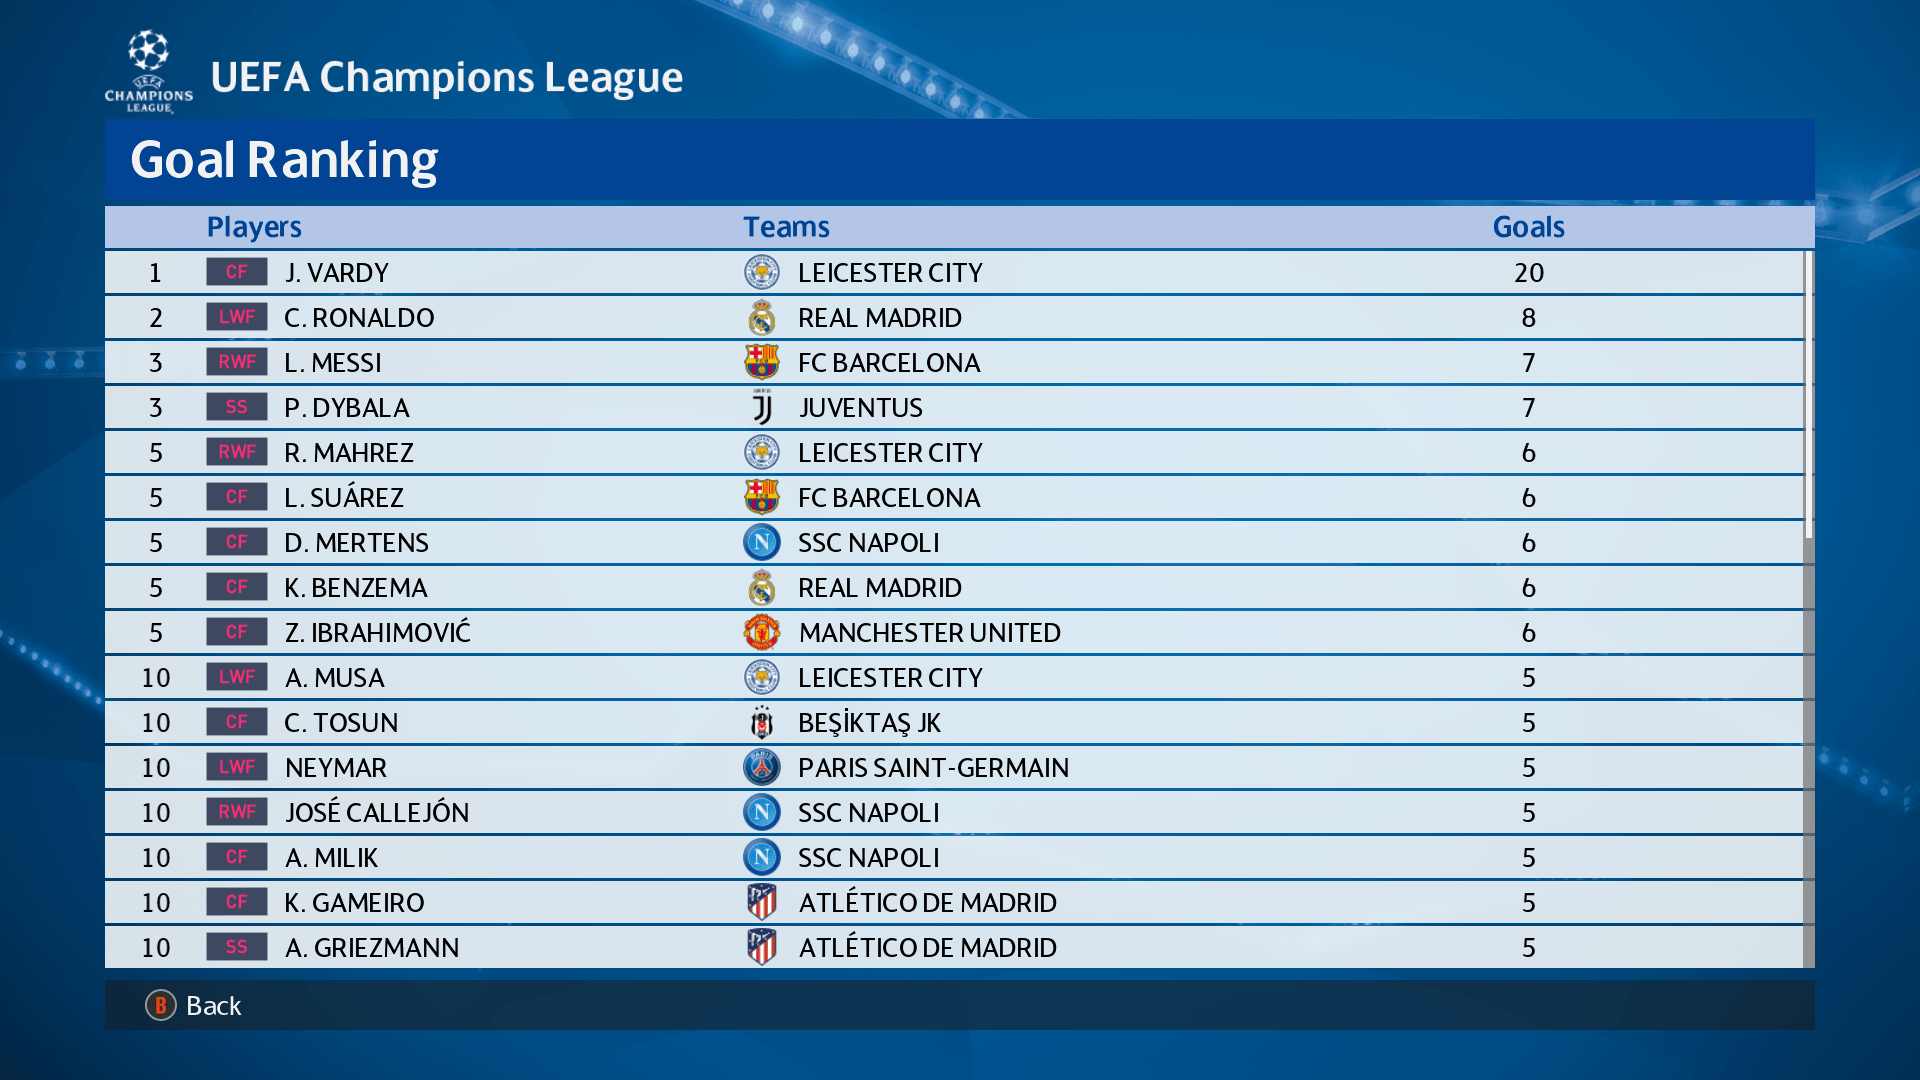 UEFA
CHAMPIONS
LEAGUE
UEFA Champions League
Goal Ranking
Players Teams Goals
1 CF J. VARDY LEICESTER CITY 20
2 LWF C. RONALDO REAL MADRID 8
3 RWF L. MESSI FC BARCELONA 7
3 SS P. DYBALA JUVENTUS 7
5 RWF R. MAHREZ LEICESTER CITY 6
5 CF L. SUÁREZ FC BARCELONA 6
5 CF D. MERTENS SSC NAPOLI 6
5 CF K. BENZEMA REAL MADRID 6
5 CF Z. IBRAHIMOVIĆ MANCHESTER UNITED 6
10 LWF A. MUSA LEICESTER CITY 5
10 CF C. TOSUN BEŞİKTAŞ JK 5
10 LWF NEYMAR PARIS SAINT-GERMAIN 5
10 RWF JOSÉ CALLEJÓN SSC NAPOLI 5
10 CF A. MILIK SSC NAPOLI 5
10 CF K. GAMEIRO ATLÉTICO DE MADRID 5
10 SS A. GRIEZMANN ATLÉTICO DE MADRID 5
B Back